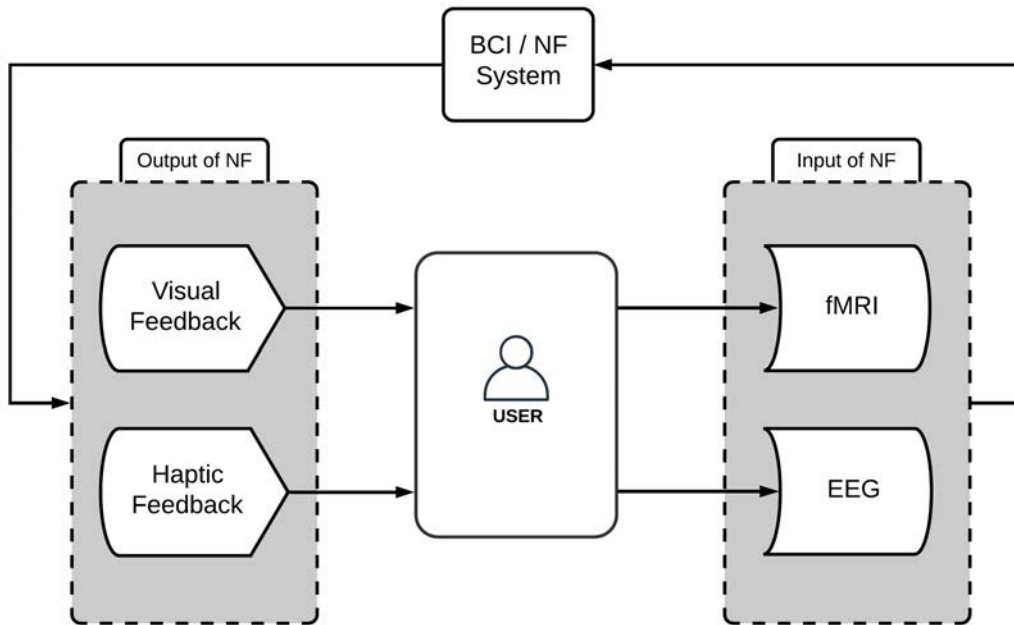 BCI / NF
System
Output of NF
Input of NF
Visual
Feedback
fMRI
USER
Haptic
Feedback
EEG